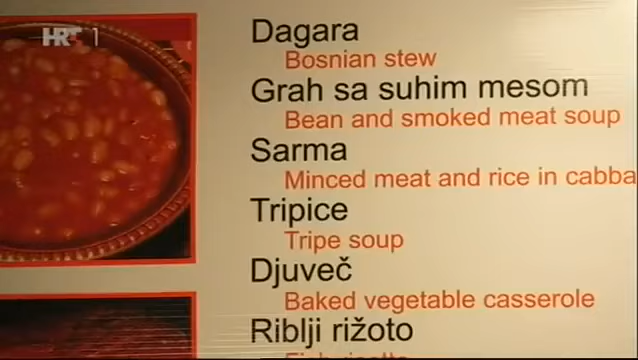 HRT 1
Dagara
Bosnian stew
Grah sa suhim mesom
Bean and smoked meat soup
Sarma
Minced meat and rice in cabba
Tripice
Tripe soup
Djuveč
Baked vegetable casserole
Riblji rižoto